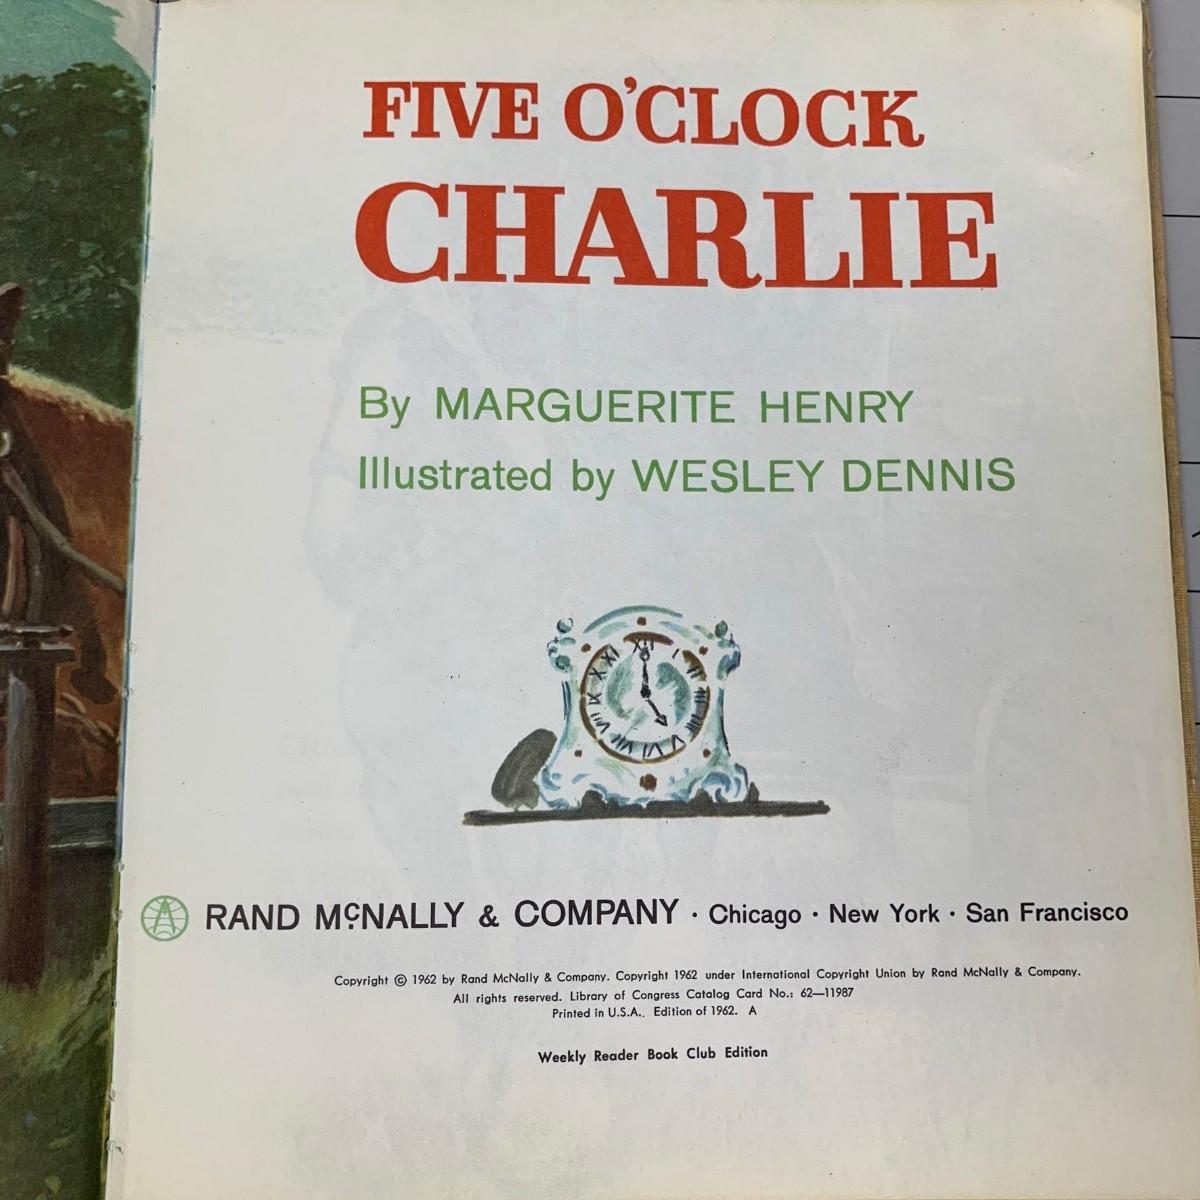 FIVE O'CLOCK
CHARLIE
By MARGUERITE HENRY
Illustrated by WESLEY DENNIS
RAND McNALLY & COMPANY · Chicago · New York · San Francisco
Copyright © 1962 by Rand McNally & Company. Copyright 1962 under International Copyright Union by Rand McNally & Company.
All rights reserved. Library of Congress Catalog Card No.: 62—11987
Printed in U.S.A. Edition of 1962. A
Weekly Reader Book Club Edition